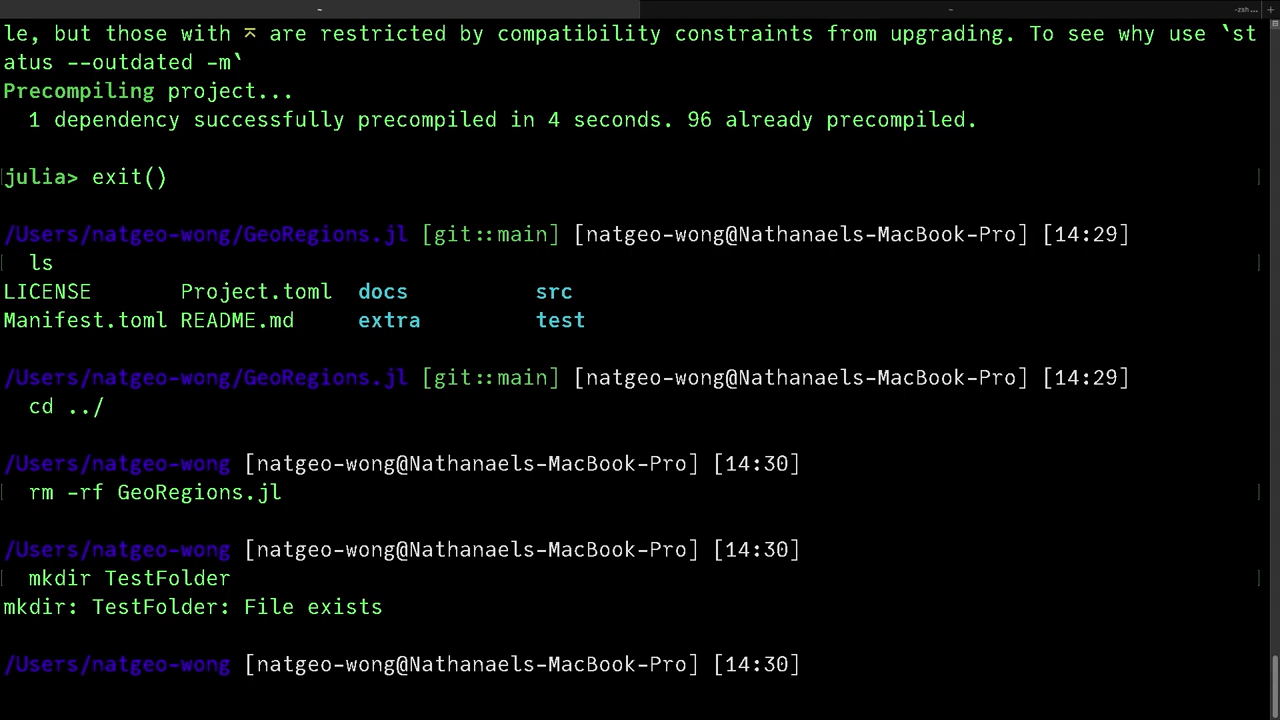 ~ ~ -zsh... +
le, but those with ⌅ are restricted by compatibility constraints from upgrading. To see why use `st
atus --outdated -m`
Precompiling project...
1 dependency successfully precompiled in 4 seconds. 96 already precompiled.
julia> exit()
/Users/natgeo-wong/GeoRegions.jl [git::main] [natgeo-wong@Nathanaels-MacBook-Pro] [14:29]
ls
LICENSE Project.toml docs src
Manifest.toml README.md extra test
/Users/natgeo-wong/GeoRegions.jl [git::main] [natgeo-wong@Nathanaels-MacBook-Pro] [14:29]
cd ../
/Users/natgeo-wong [natgeo-wong@Nathanaels-MacBook-Pro] [14:30]
rm -rf GeoRegions.jl
/Users/natgeo-wong [natgeo-wong@Nathanaels-MacBook-Pro] [14:30]
mkdir TestFolder
mkdir: TestFolder: File exists
/Users/natgeo-wong [natgeo-wong@Nathanaels-MacBook-Pro] [14:30]